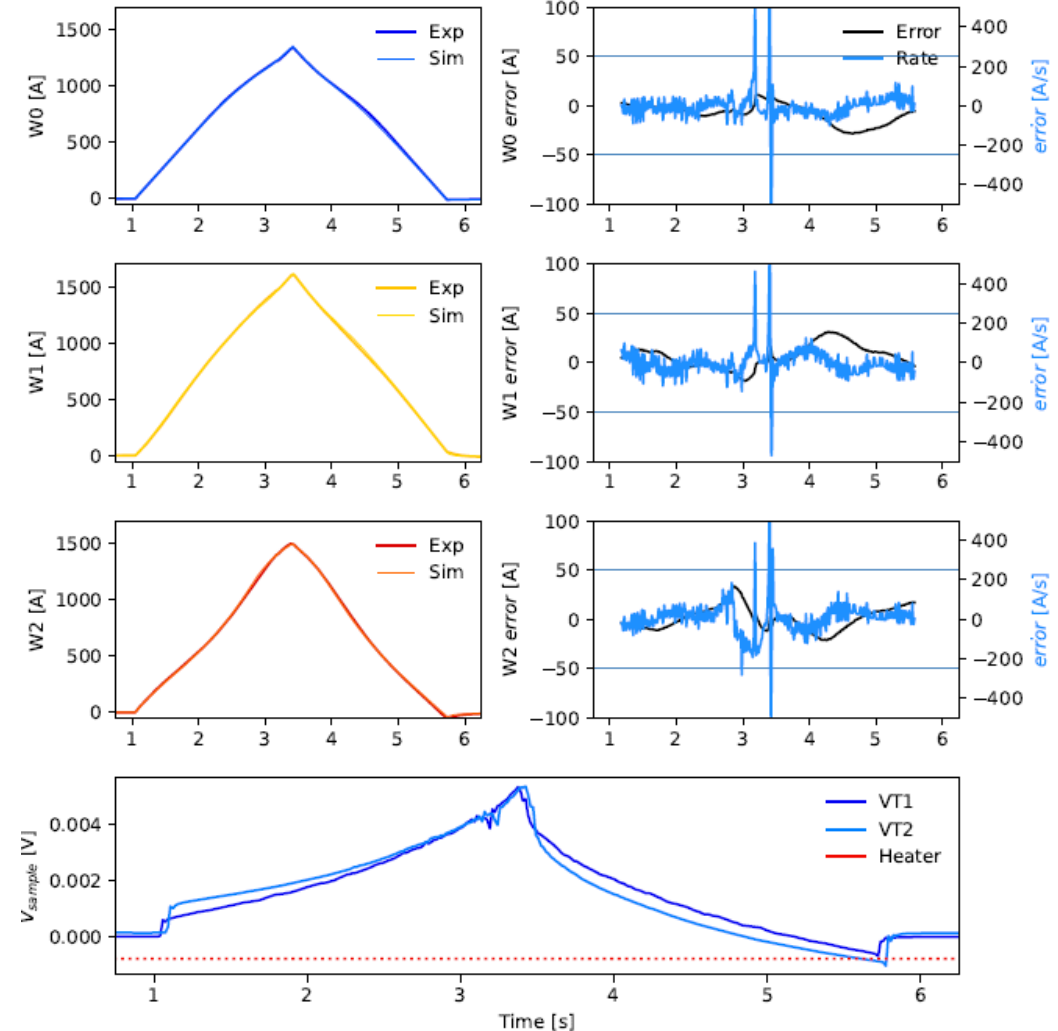 W0 [A]
1500
1000
500
0
Exp
Sim
1 2 3 4 5 6
W0 error [A]
100
50
0
−50
−100
Error
Rate
400
200
0
−200
−400
error [A/s]
1 2 3 4 5 6
W1 [A]
1500
1000
500
0
Exp
Sim
1 2 3 4 5 6
W1 error [A]
100
50
0
−50
−100
400
200
0
−200
−400
error [A/s]
1 2 3 4 5 6
W2 [A]
1500
1000
500
0
Exp
Sim
1 2 3 4 5 6
W2 error [A]
100
50
0
−50
−100
400
200
0
−200
−400
error [A/s]
1 2 3 4 5 6
Vsample [V]
0.004
0.002
0.000
VT1
VT2
Heater
1 2 3 4 5 6
Time [s]